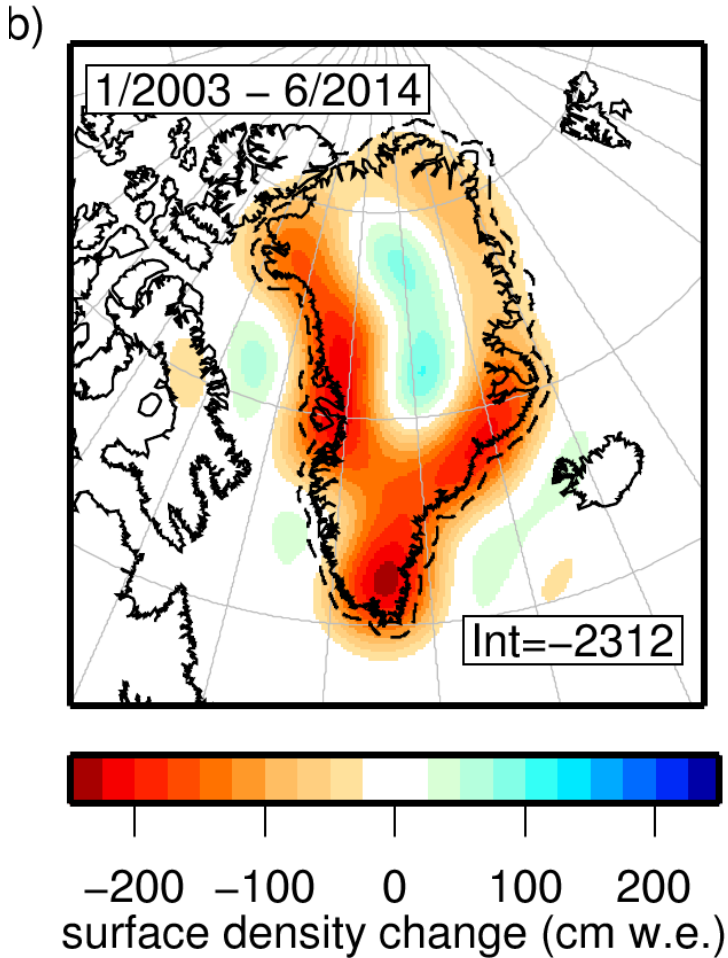 b)
1/2003 − 6/2014
Int=−2312
−200 −100 0 100 200
surface density change (cm w.e.)